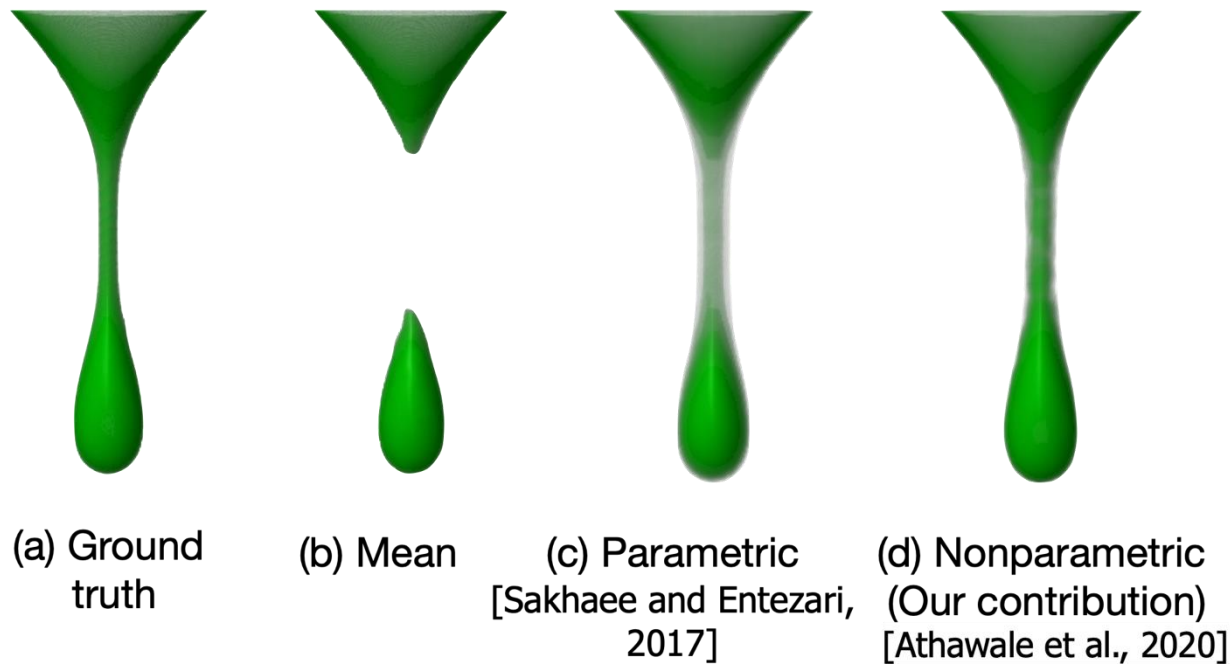 (a) Ground
truth
(b) Mean
(c) Parametric
[Sakhaee and Entezari,
2017]
(d) Nonparametric
(Our contribution)
[Athawale et al., 2020]